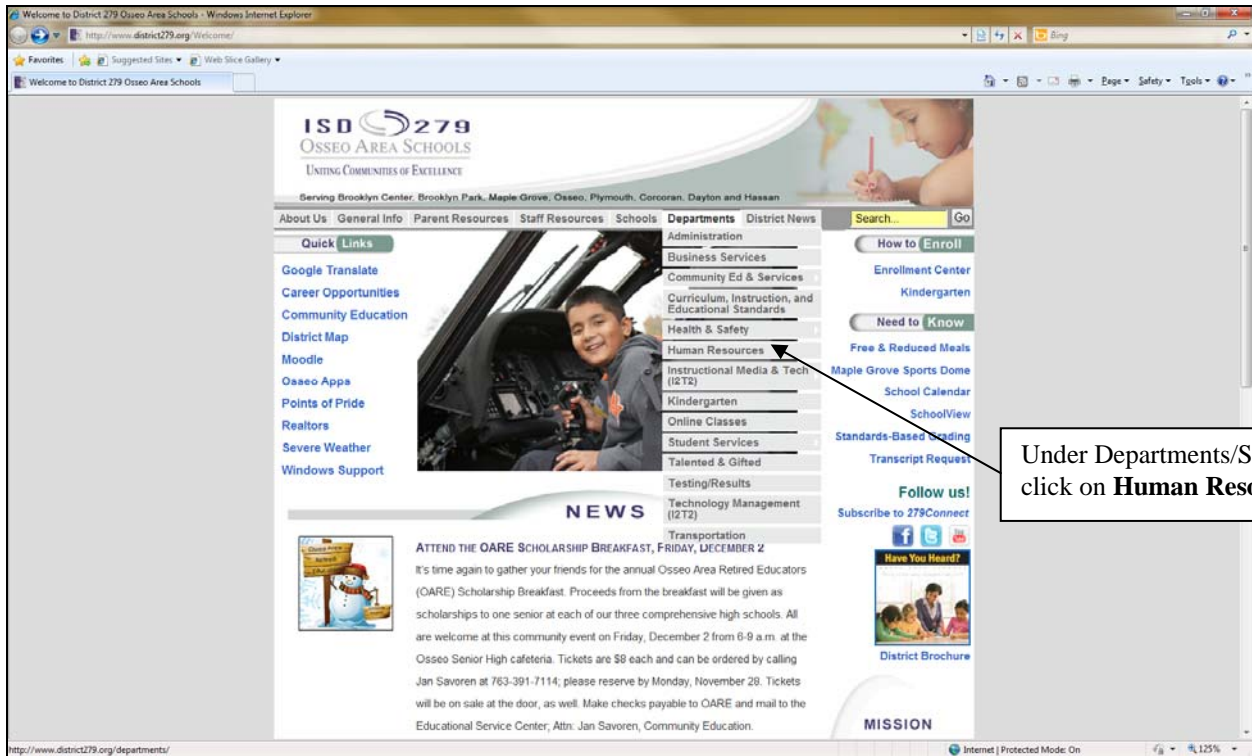 Welcome to District 279 Osseo Area Schools - Windows Internet Explorer
http://www.district279.org/Welcome/
Bing
Favorites
Suggested Sites
Web Slice Gallery
Welcome to District 279 Osseo Area Schools
Page
Safety
Tools
ISD 279
OSSEO AREA SCHOOLS
UNITING COMMUNITIES OF EXCELLENCE
Serving Brooklyn Center, Brooklyn Park, Maple Grove, Osseo, Plymouth, Corcoran, Dayton and Hassan
About Us General Info Parent Resources Staff Resources Schools Departments District News
Search...
Go
Quick Links
Google Translate
Career Opportunities
Community Education
District Map
Moodle
Osseo Apps
Points of Pride
Realtors
Severe Weather
Windows Support
Administration
Business Services
Community Ed & Services
Curriculum, Instruction, and
Educational Standards
Health & Safety
Human Resources
Instructional Media & Tech
(I2T2)
Kindergarten
Online Classes
Student Services
Talented & Gifted
Testing/Results
Technology Management
(I2T2)
Transportation
How to Enroll
Enrollment Center
Kindergarten
Need to Know
Free & Reduced Meals
Maple Grove Sports Dome
School Calendar
SchoolView
Standards-Based Grading
Transcript Request
Under Departments/S
click on Human Reso
Follow us!
Subscribe to 279Connect
Have You Heard?
District Brochure
MISSION
NEWS
ATTEND THE OARE SCHOLARSHIP BREAKFAST, FRIDAY, DECEMBER 2
It's time again to gather your friends for the annual Osseo Area Retired Educators
(OARE) Scholarship Breakfast. Proceeds from the breakfast will be given as
scholarships to one senior at each of our three comprehensive high schools. All
are welcome at this community event on Friday, December 2 from 6-9 a.m. at the
Osseo Senior High cafeteria. Tickets are $8 each and can be ordered by calling
Jan Savoren at 763-391-7114; please reserve by Monday, November 28. Tickets
will be on sale at the door, as well. Make checks payable to OARE and mail to the
Educational Service Center; Attn: Jan Savoren, Community Education.
http://www.district279.org/departments/
Internet | Protected Mode: On
125%